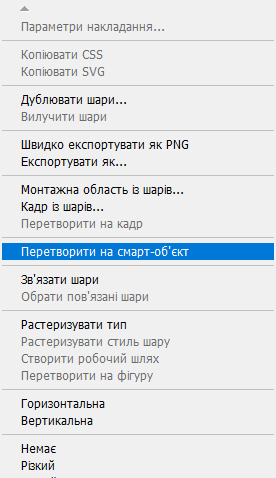 Параметри накладання...
Копіювати CSS
Копіювати SVG
Дублювати шари...
Вилучити шари
Швидко експортувати як PNG
Експортувати як...
Монтажна область із шарів...
Кадр із шарів...
Перетворити на кадр
Перетворити на смарт-об'єкт
Зв'язати шари
Обрати пов'язані шари
Растеризувати тип
Растеризувати стиль шару
Створити робочий шлях
Перетворити на фігуру
Горизонтальна
Вертикальна
Немає
Різкий